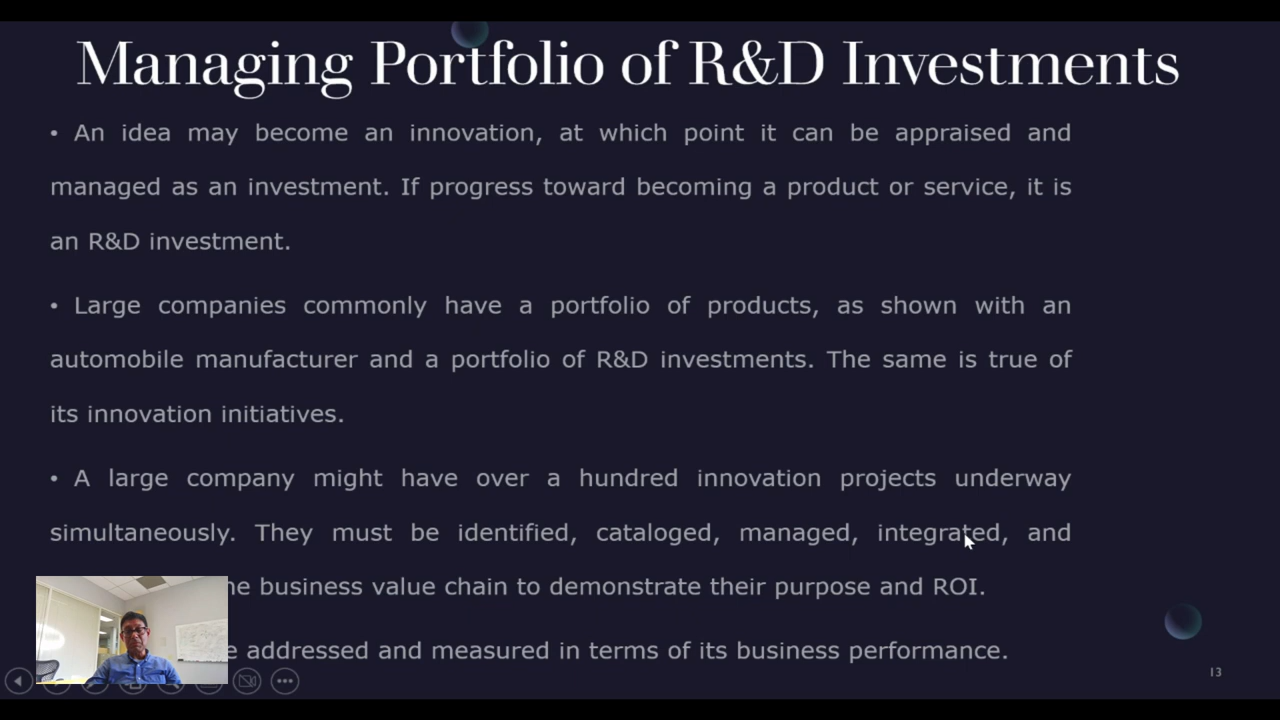 Managing Portfolio of R&D Investments
• An idea may become an innovation, at which point it can be appraised and
managed as an investment. If progress toward becoming a product or service, it is
an R&D investment.
• Large companies commonly have a portfolio of products, as shown with an
automobile manufacturer and a portfolio of R&D investments. The same is true of
its innovation initiatives.
• A large company might have over a hundred innovation projects underway
simultaneously. They must be identified, cataloged, managed, integrated, and
business value chain to demonstrate their purpose and ROI.
addressed and measured in terms of its business performance.
13